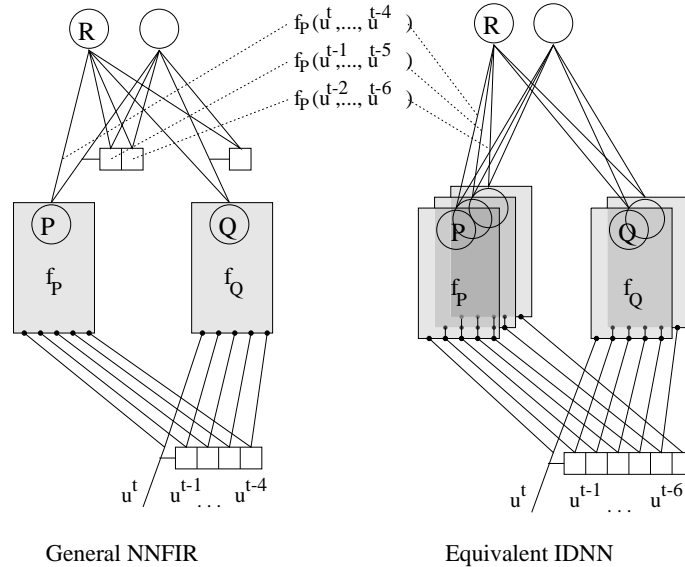 R
R
f_P(u^t,..., u^{t-4})
f_P(u^{t-1},..., u^{t-5})
f_P(u^{t-2},..., u^{t-6})
P
Q
f_P
f_Q
P
Q
f_P
f_Q
u^t
u^{t-1} ... u^{t-4}
u^t
u^{t-1} ... u^{t-6}
General NNFIR
Equivalent IDNN